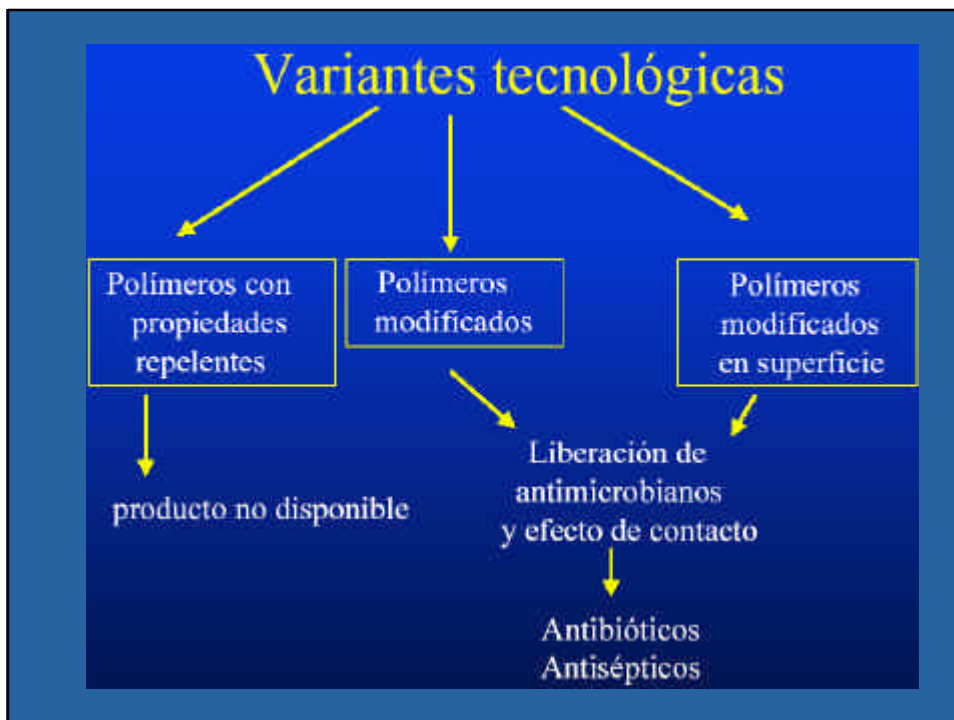 Variantes tecnológicas
Polímeros con
propiedades
repelentes
Polímeros
modificados
Polímeros
modificados
en superficie
producto no disponible
Liberación de
antimicrobianos
y efecto de contacto
Antibióticos
Antisépticos